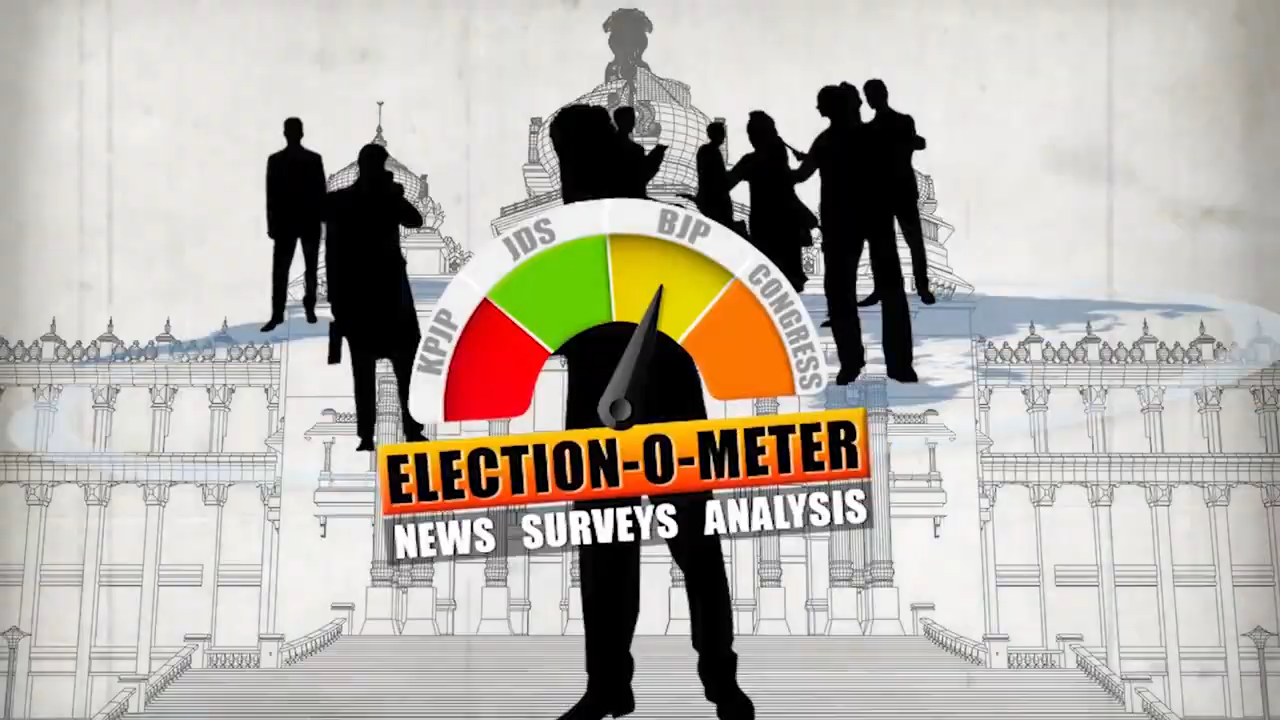 KPJP
JDS
BJP
CONGRESS
ELECTION-O-METER
NEWS SURVEYS ANALYSIS